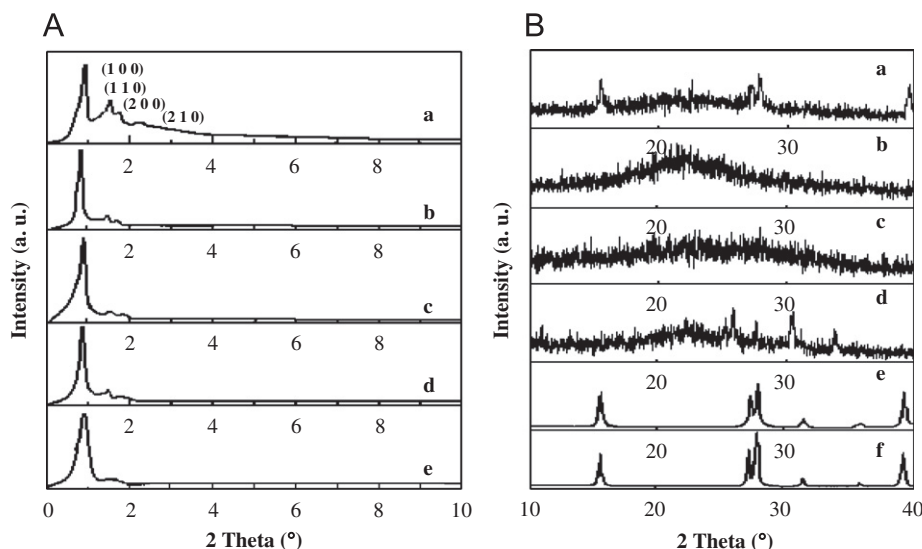 A
(1 0 0)
(1 1 0)
(2 0 0)
(2 1 0)
a
2 4 6 8
b
2 4 6 8
c
2 4 6 8
d
2 4 6 8
e
0 2 4 6 8 10
2 Theta (°)
Intensity (a. u.)
B
a
20 30
b
20 30
c
20 30
d
20 30
e
20 30
f
10 20 30 40
2 Theta (°)
Intensity (a. u.)